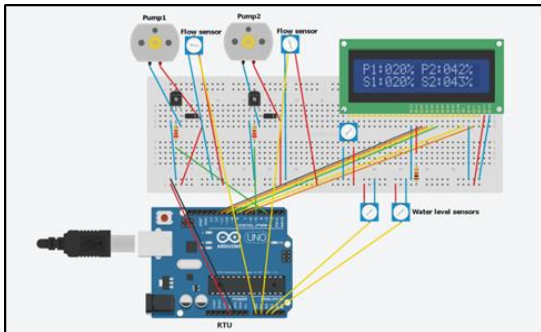 Pump1
Flow sensor
Pump2
Flow sensor
P1:020% P2:042%
S1:020% S2:043%
Water level sensors
ARDUINO
UNO
RTU